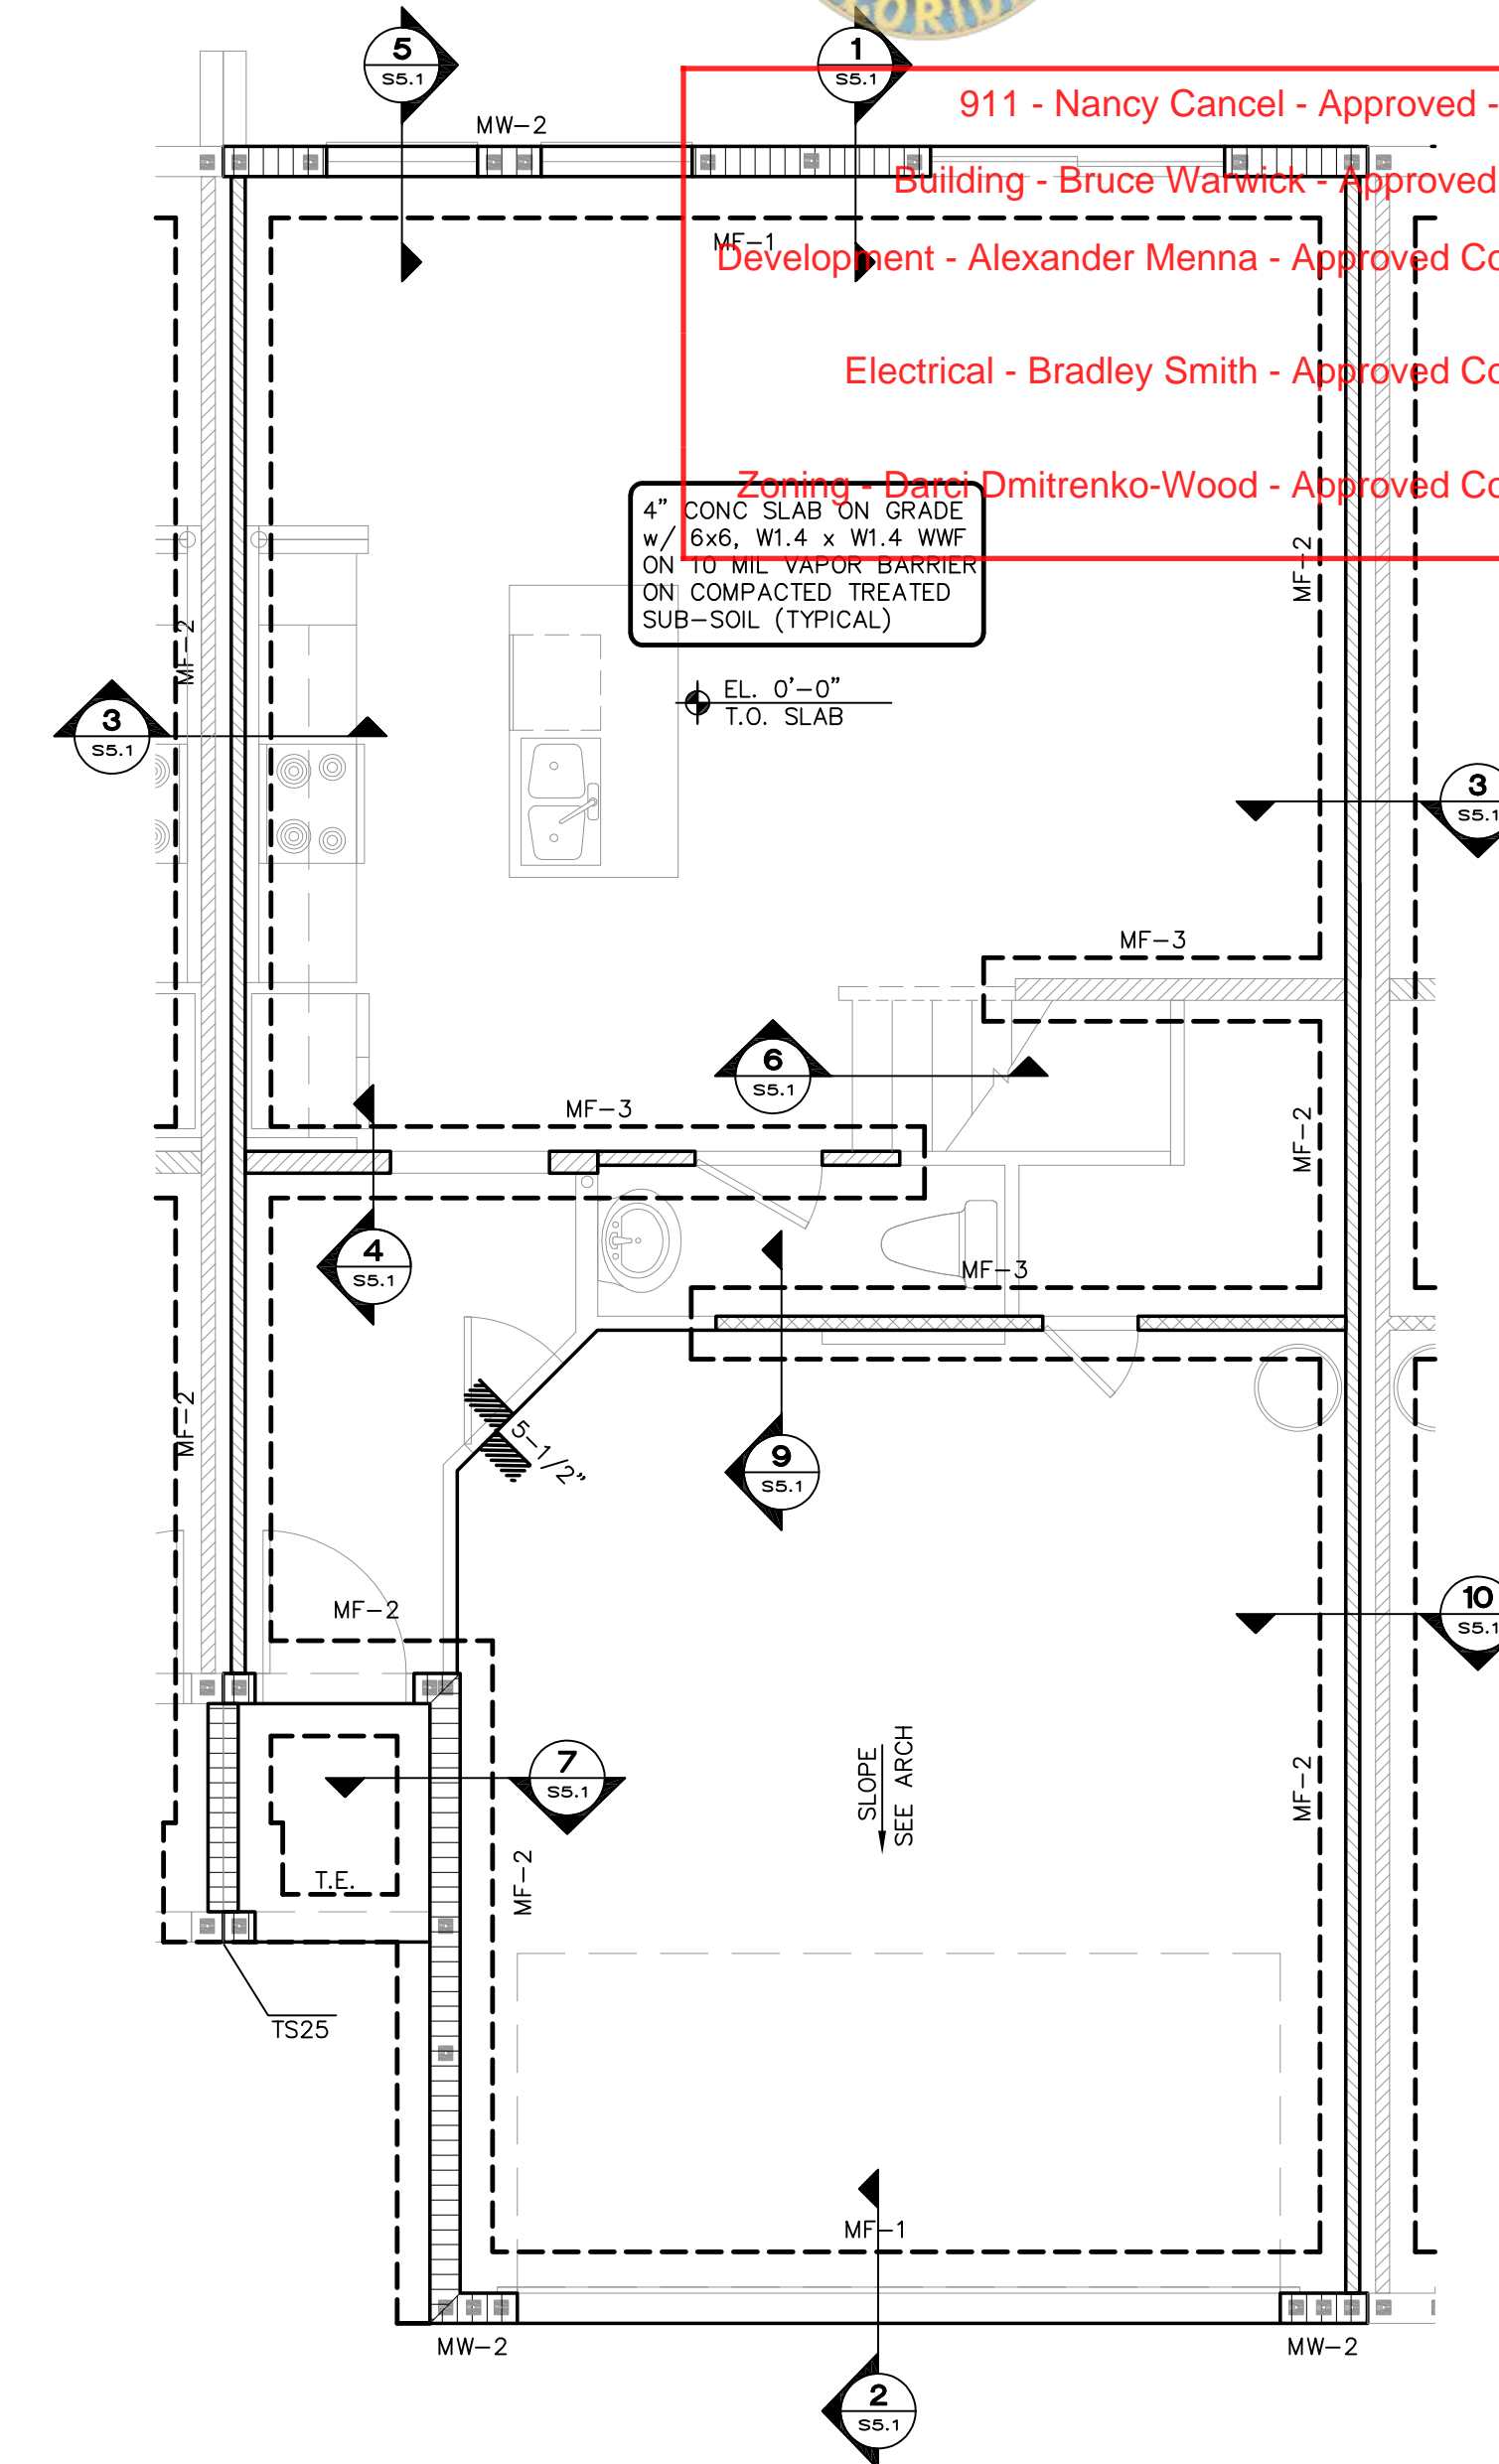 ORID
5
S5.1
1
S5.1
911 - Nancy Cancel - Approved -
MW-2
Building - Bruce Warwick - Approved
MF-1
Development - Alexander Menna - Approved Co
Electrical - Bradley Smith - Approved Co
Zoning - Darci Dmitrenko-Wood - Approved Co
4" CONC SLAB ON GRADE
w/ 6x6, W1.4 x W1.4 WWF
ON 10 MIL VAPOR BARRIER
ON COMPACTED TREATED
SUB-SOIL (TYPICAL)
MF-2
MF-2
EL. 0'-0"
T.O. SLAB
3
S5.1
3
S5.1
MF-3
6
S5.1
MF-3
MF-2
4
S5.1
MF-3
MF-2
5-1/2"
9
S5.1
MF-2
10
S5.1
7
S5.1
SLOPE
SEE ARCH
MF-2
T.E.
MF-2
TS25
MF-1
MW-2
MW-2
2
S5.1